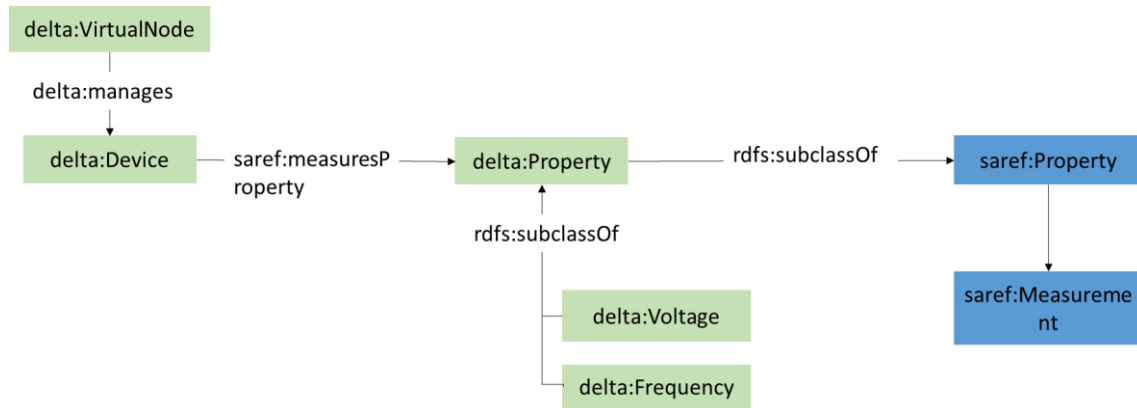 delta:VirtualNode
delta:manages
delta:Device
saref:measuresP
roperty
delta:Property
rdfs:subclassOf
saref:Property
rdfs:subclassOf
saref:Measureme
nt
delta:Voltage
delta:Frequency